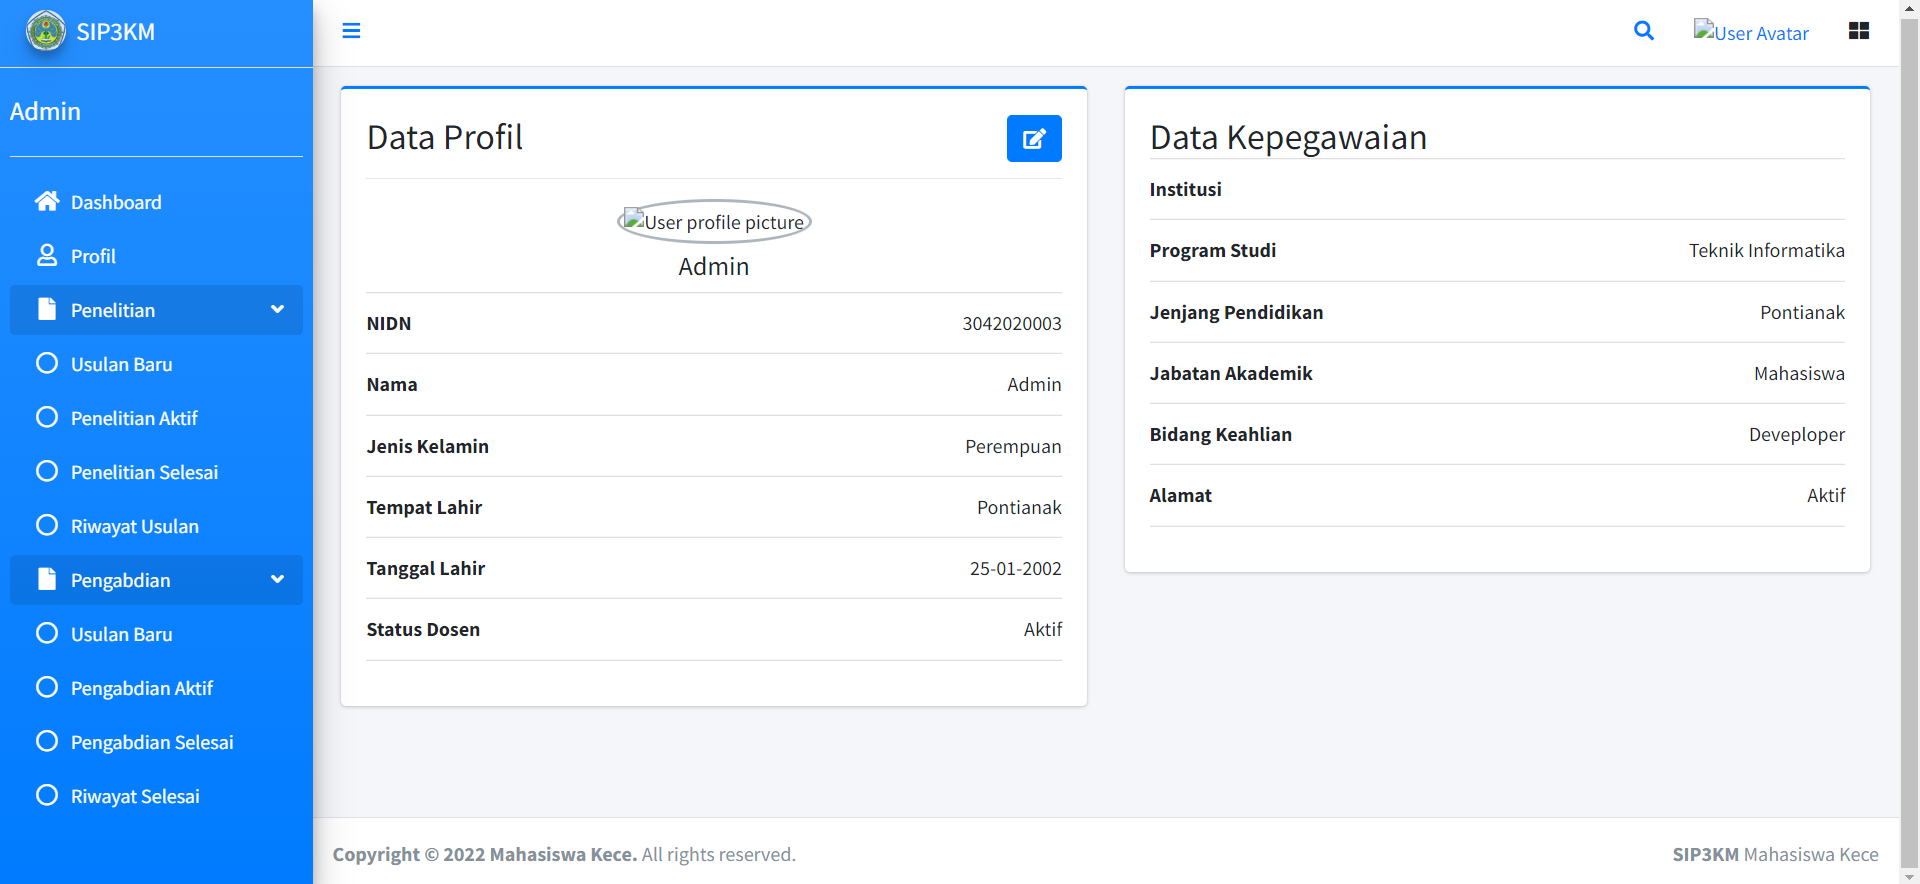 SIP3KM
User Avatar
Admin
Dashboard
Profil
Penelitian
Usulan Baru
Penelitian Aktif
Penelitian Selesai
Riwayat Usulan
Pengabdian
Usulan Baru
Pengabdian Aktif
Pengabdian Selesai
Riwayat Selesai
Data Profil
User profile picture
Admin
NIDN 3042020003
Nama Admin
Jenis Kelamin Perempuan
Tempat Lahir Pontianak
Tanggal Lahir 25-01-2002
Status Dosen Aktif
Data Kepegawaian
Institusi
Program Studi Teknik Informatika
Jenjang Pendidikan Pontianak
Jabatan Akademik Mahasiswa
Bidang Keahlian Deveploper
Alamat Aktif
Copyright © 2022 Mahasiswa Kece. All rights reserved.
SIP3KM Mahasiswa Kece